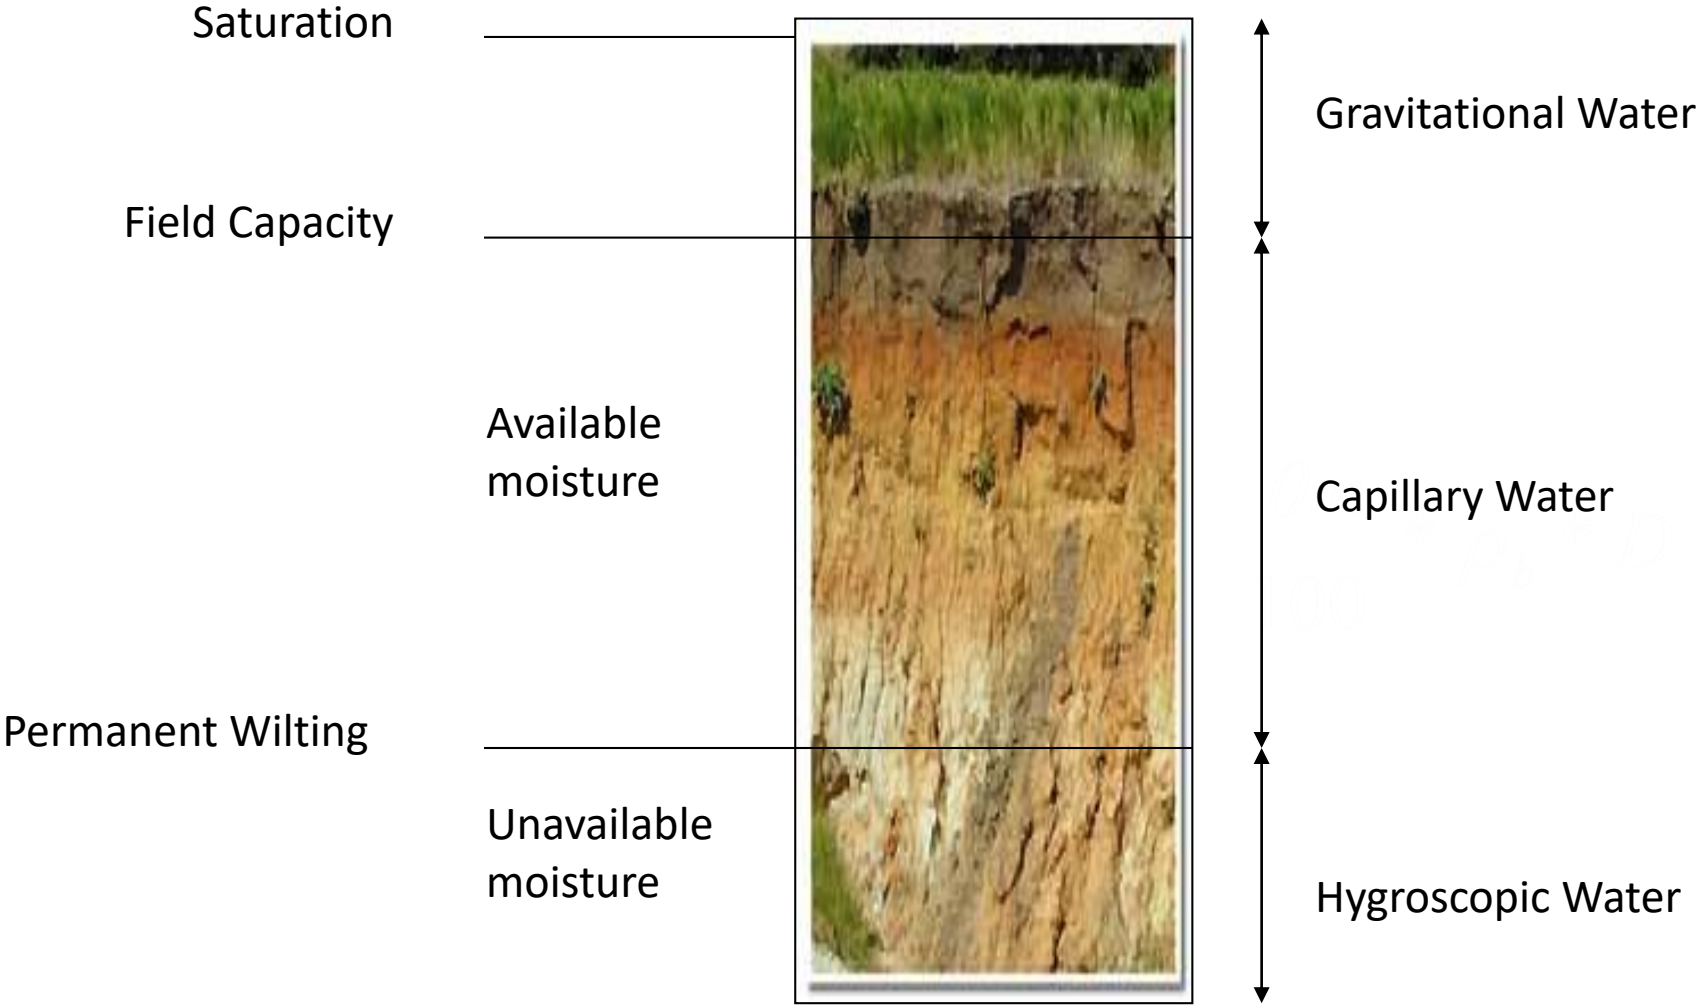 Saturation
Gravitational Water
Field Capacity
Available
moisture
Capillary Water
Permanent Wilting
Unavailable
moisture
Hygroscopic Water